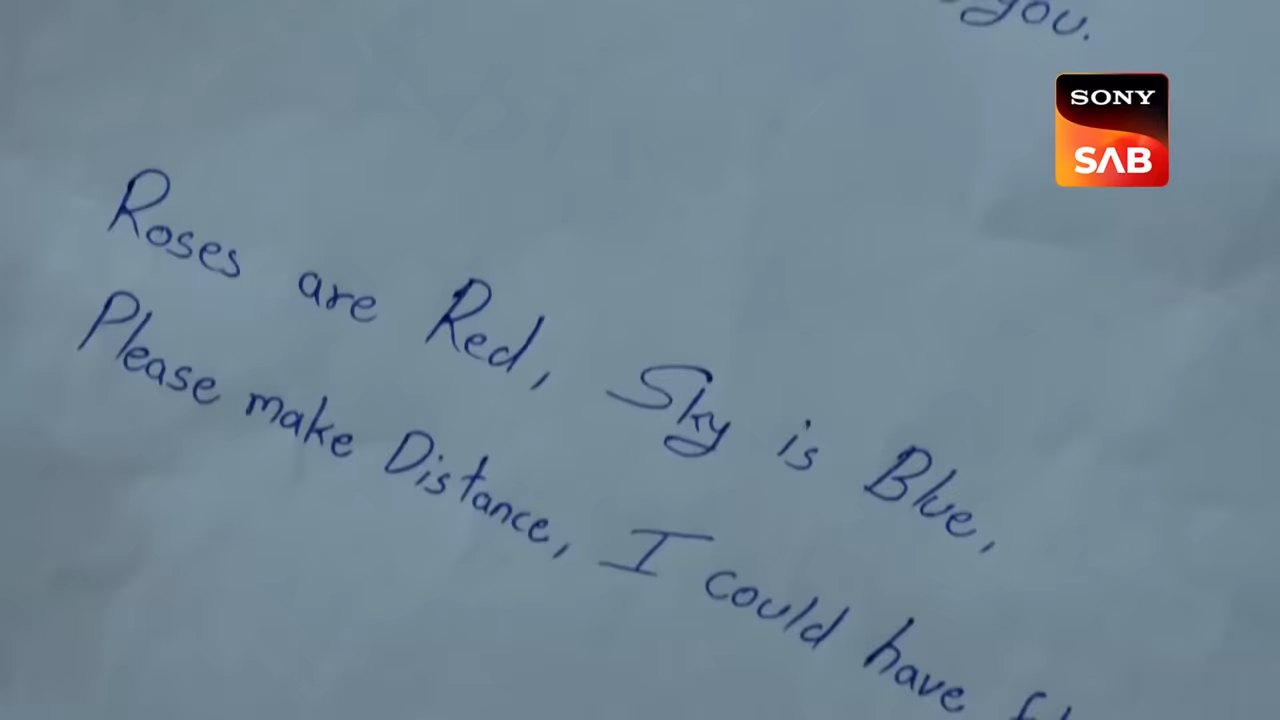 you.
SONY
SAB
Roses are Red, Sky is Blue,
Please make Distance, I could have